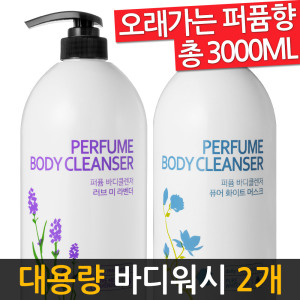 오래가는 퍼퓸향
총 3000ML
PERFUME
BODY CLEANSER
퍼퓸 바디클렌저
러브 미 라벤더
PERFUME
BODY CLEANSER
퍼퓸 바디클렌저
퓨어 화이트 머스크
대용량 바디워시 2개